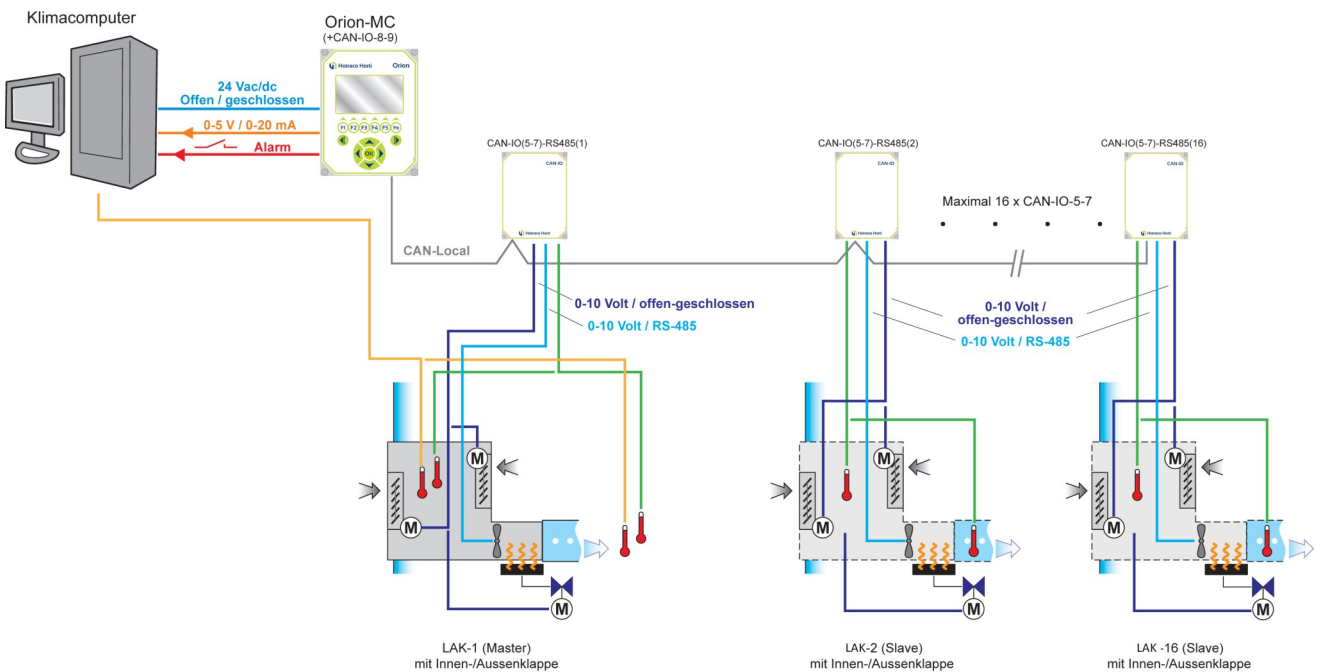 Klimacomputer
Orion-MC
(+CAN-IO-8-9)
Hotraco Horti
Orion
F1 F2 F3 F4 F5 F6
OK
24 Vac/dc
Offen / geschlossen
0-5 V / 0-20 mA
Alarm
CAN-IO(5-7)-RS485(1)
CAN-IO
Hotraco Horti
CAN-IO(5-7)-RS485(2)
CAN-IO
Hotraco Horti
CAN-IO(5-7)-RS485(16)
CAN-IO
Hotraco Horti
Maximal 16 x CAN-IO-5-7
CAN-Local
0-10 Volt / offen-geschlossen
0-10 Volt / RS-485
0-10 Volt /
offen-geschlossen
0-10 Volt / RS-485
M
M
M
M
M
M
M
M
M
LAK-1 (Master)
mit Innen-/Aussenklappe
LAK-2 (Slave)
mit Innen-/Aussenklappe
LAK -16 (Slave)
mit Innen-/Aussenklappe